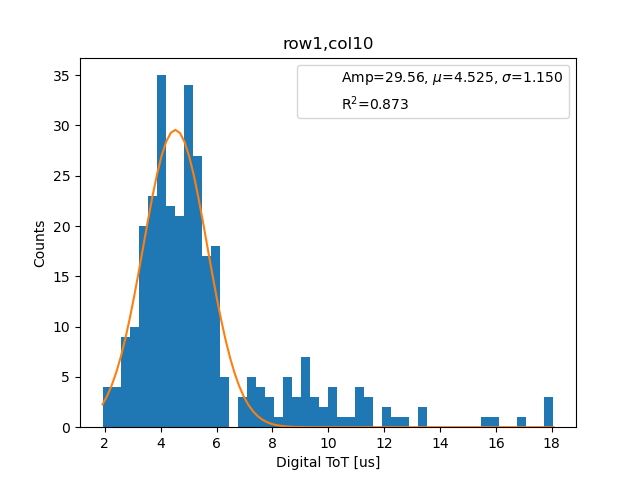 row1,col10
Amp=29.56, μ=4.525, σ=1.150
R²=0.873
35
30
25
20
15
10
5
0
Counts
2 4 6 8 10 12 14 16 18
Digital ToT [us]